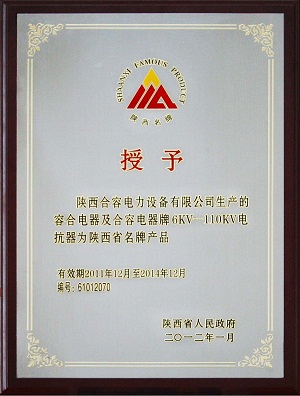 SHAANXI FAMOUS PRODUCT
陕西名牌
授予
陕西合容电力设备有限公司生产的
容合电器及合容电器牌6KV—110KV电
抗器为陕西省名牌产品
有效期2011年12月至2014年12月
编号:61012070
陕西省人民政府
二〇一二年一月